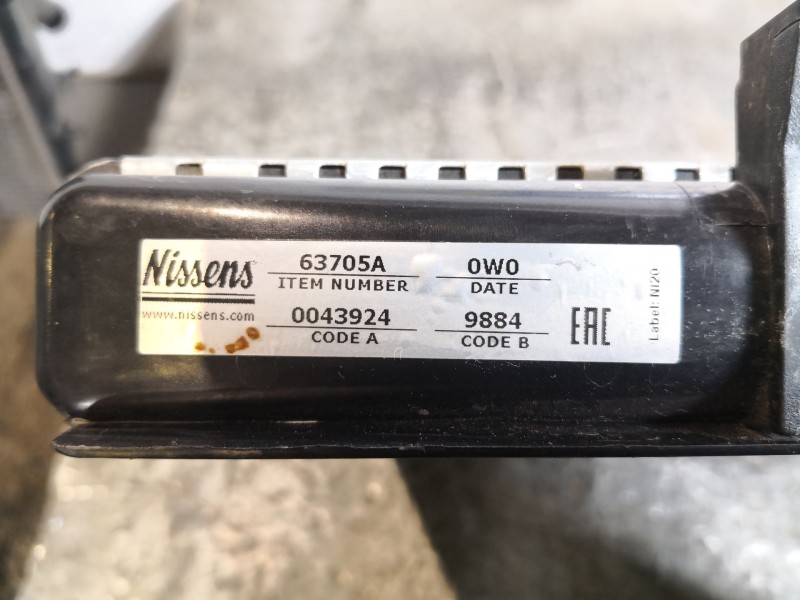 Nissens
63705A
ITEM NUMBER
0W0
DATE
www.nissens.com
0043924
CODE A
9884
CODE B
EAC
Label: NI20